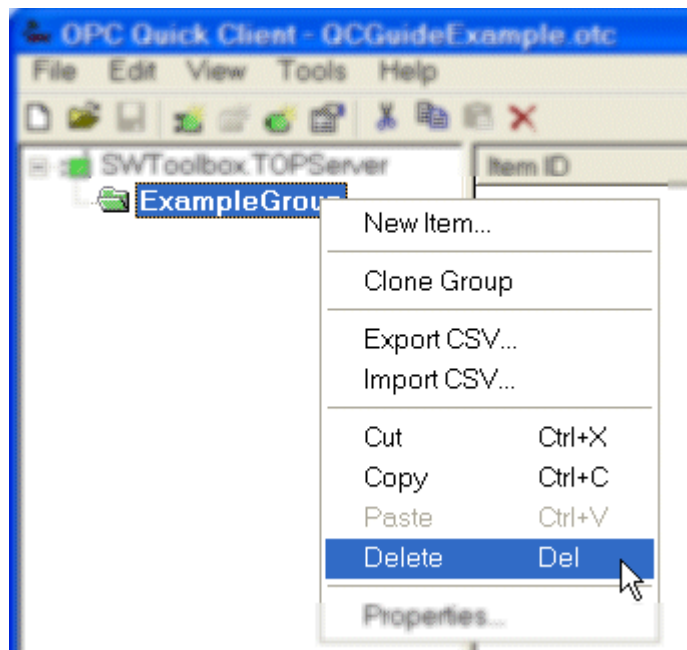 OPC Quick Client - QCGuideExample.otc
File Edit View Tools Help
SWToolbox.TOPServer
Item ID
ExampleGroup
New Item...
Clone Group
Export CSV...
Import CSV...
Cut Ctrl+X
Copy Ctrl+C
Paste Ctrl+V
Delete Del
Properties...